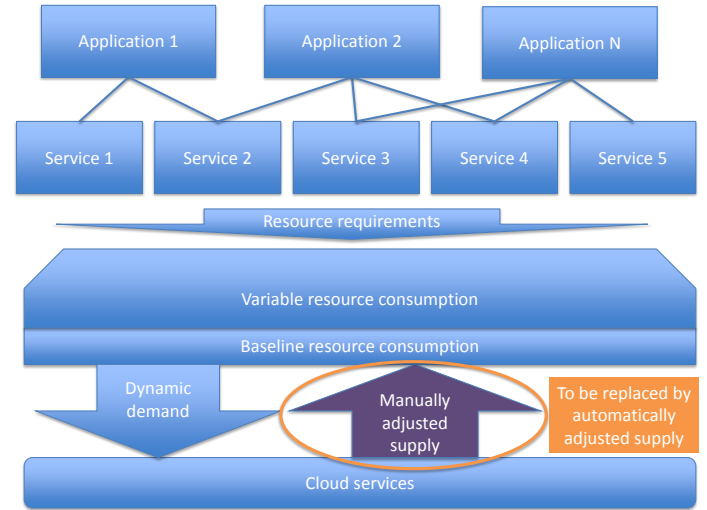 Application 1
Application 2
Application N
Service 1
Service 2
Service 3
Service 4
Service 5
Resource requirements
Variable resource consumption
Baseline resource consumption
Dynamic
demand
Manually
adjusted
supply
To be replaced by
automatically
adjusted supply
Cloud services